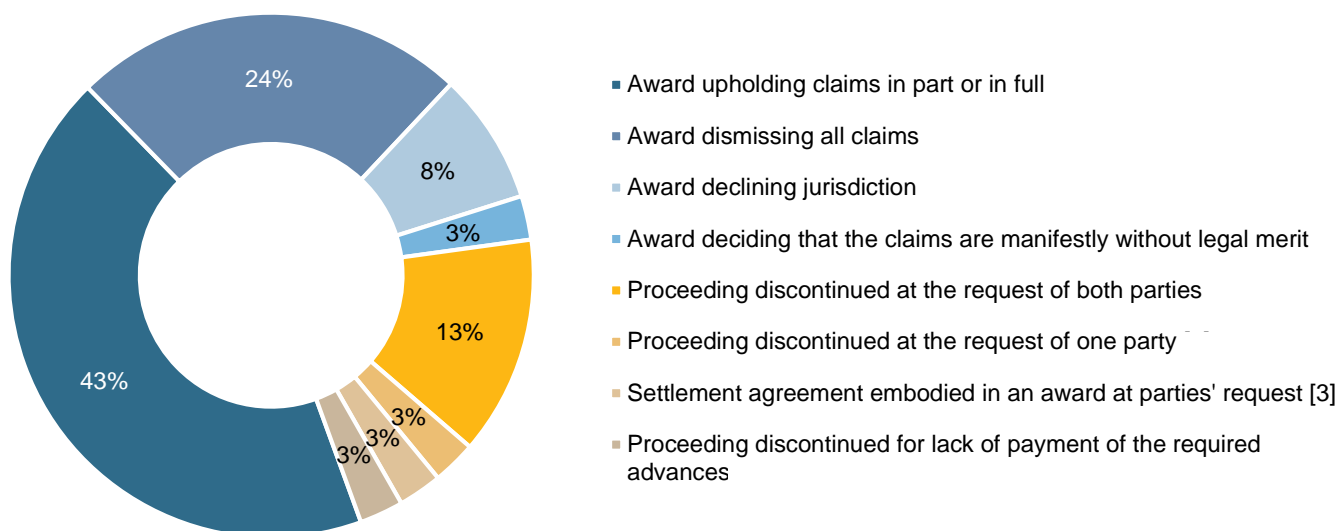 24%
8%
3%
13%
3%
3%
3%
43%
Award upholding claims in part or in full
Award dismissing all claims
Award declining jurisdiction
Award deciding that the claims are manifestly without legal merit
Proceeding discontinued at the request of both parties
Proceeding discontinued at the request of one party
Settlement agreement embodied in an award at parties' request [3]
Proceeding discontinued for lack of payment of the required
advances